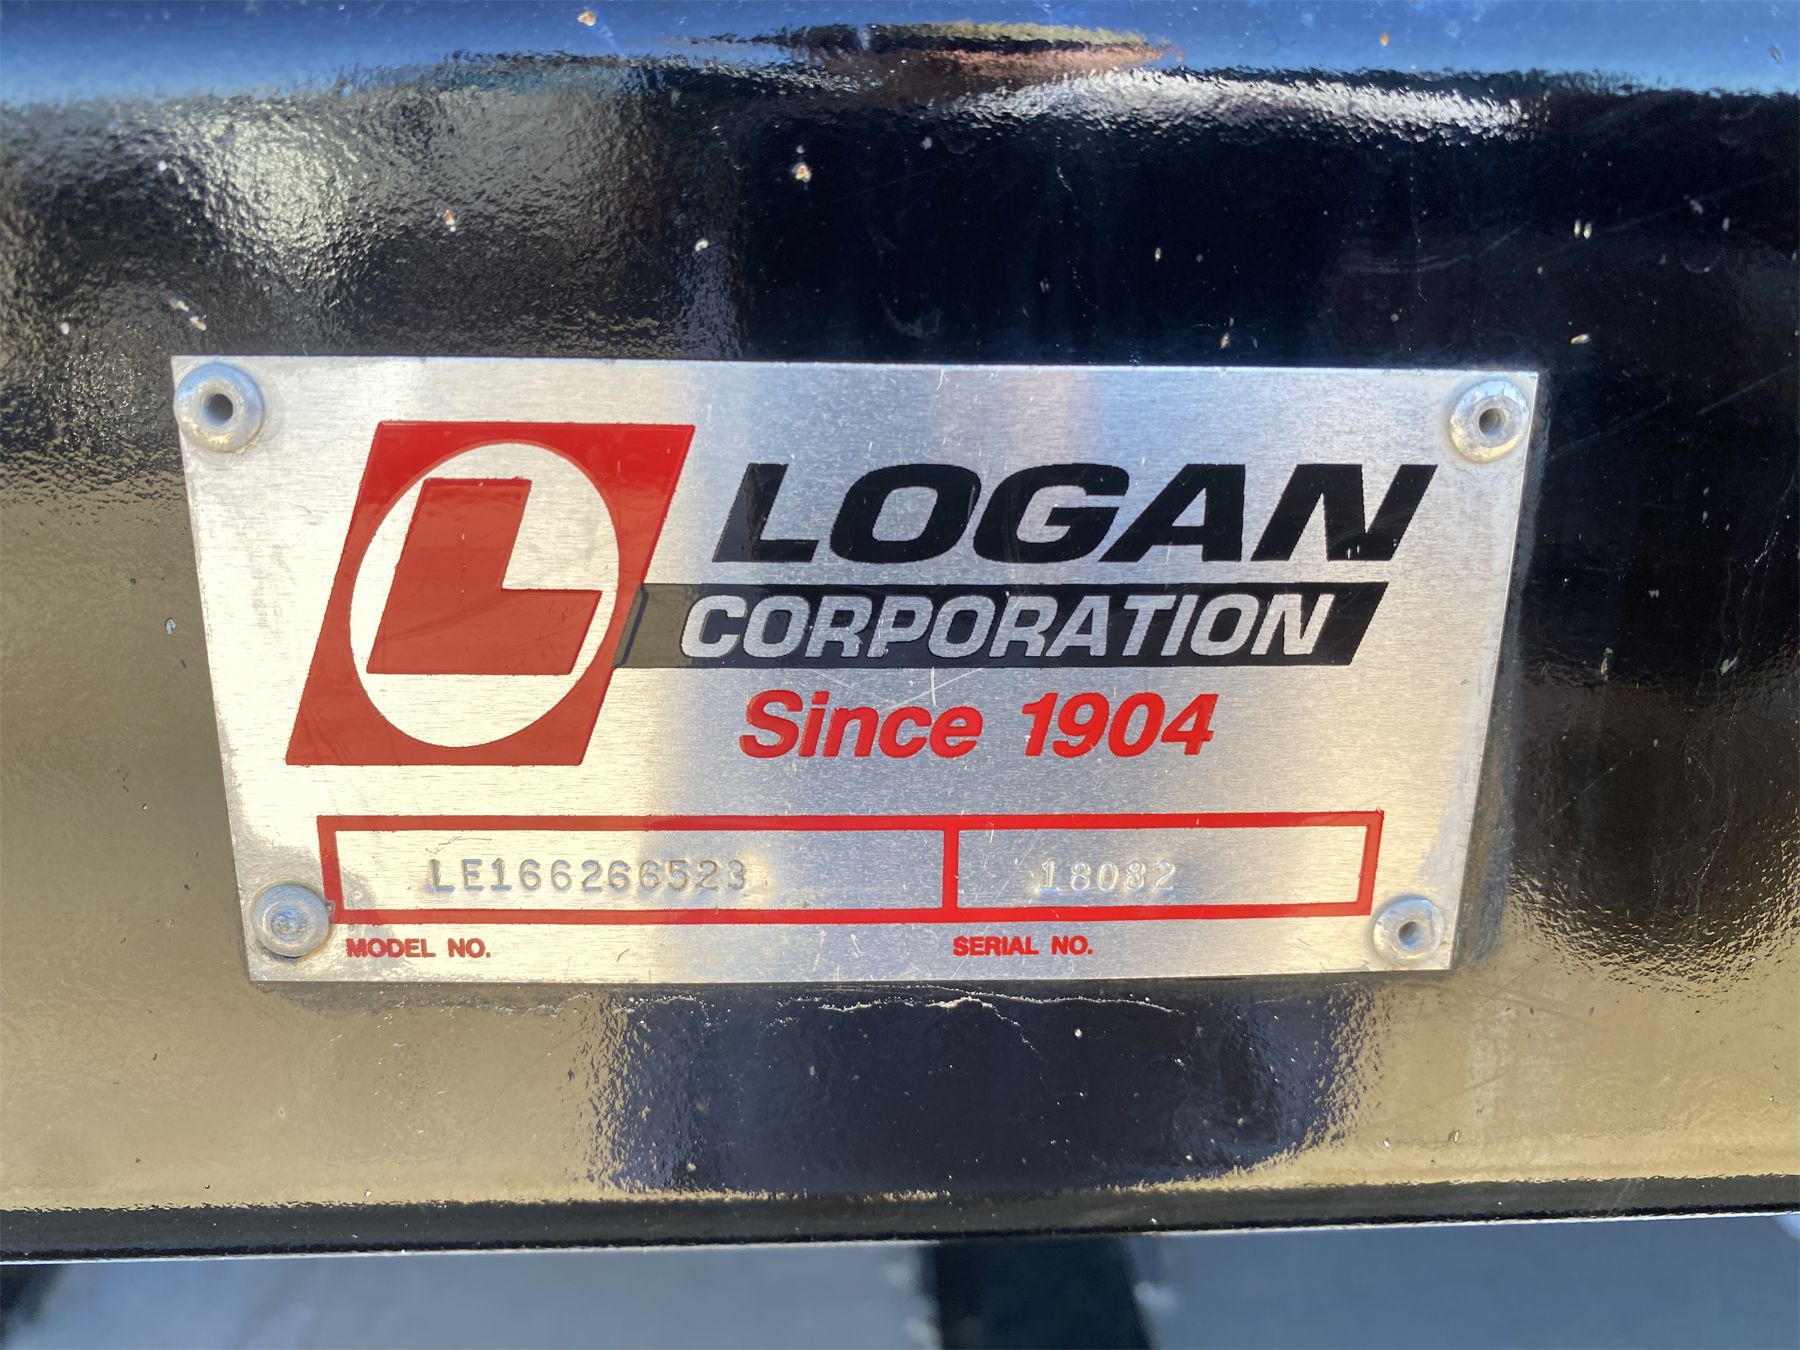 L
LOGAN
CORPORATION
Since 1904
LE166266523 18082
MODEL NO. SERIAL NO.